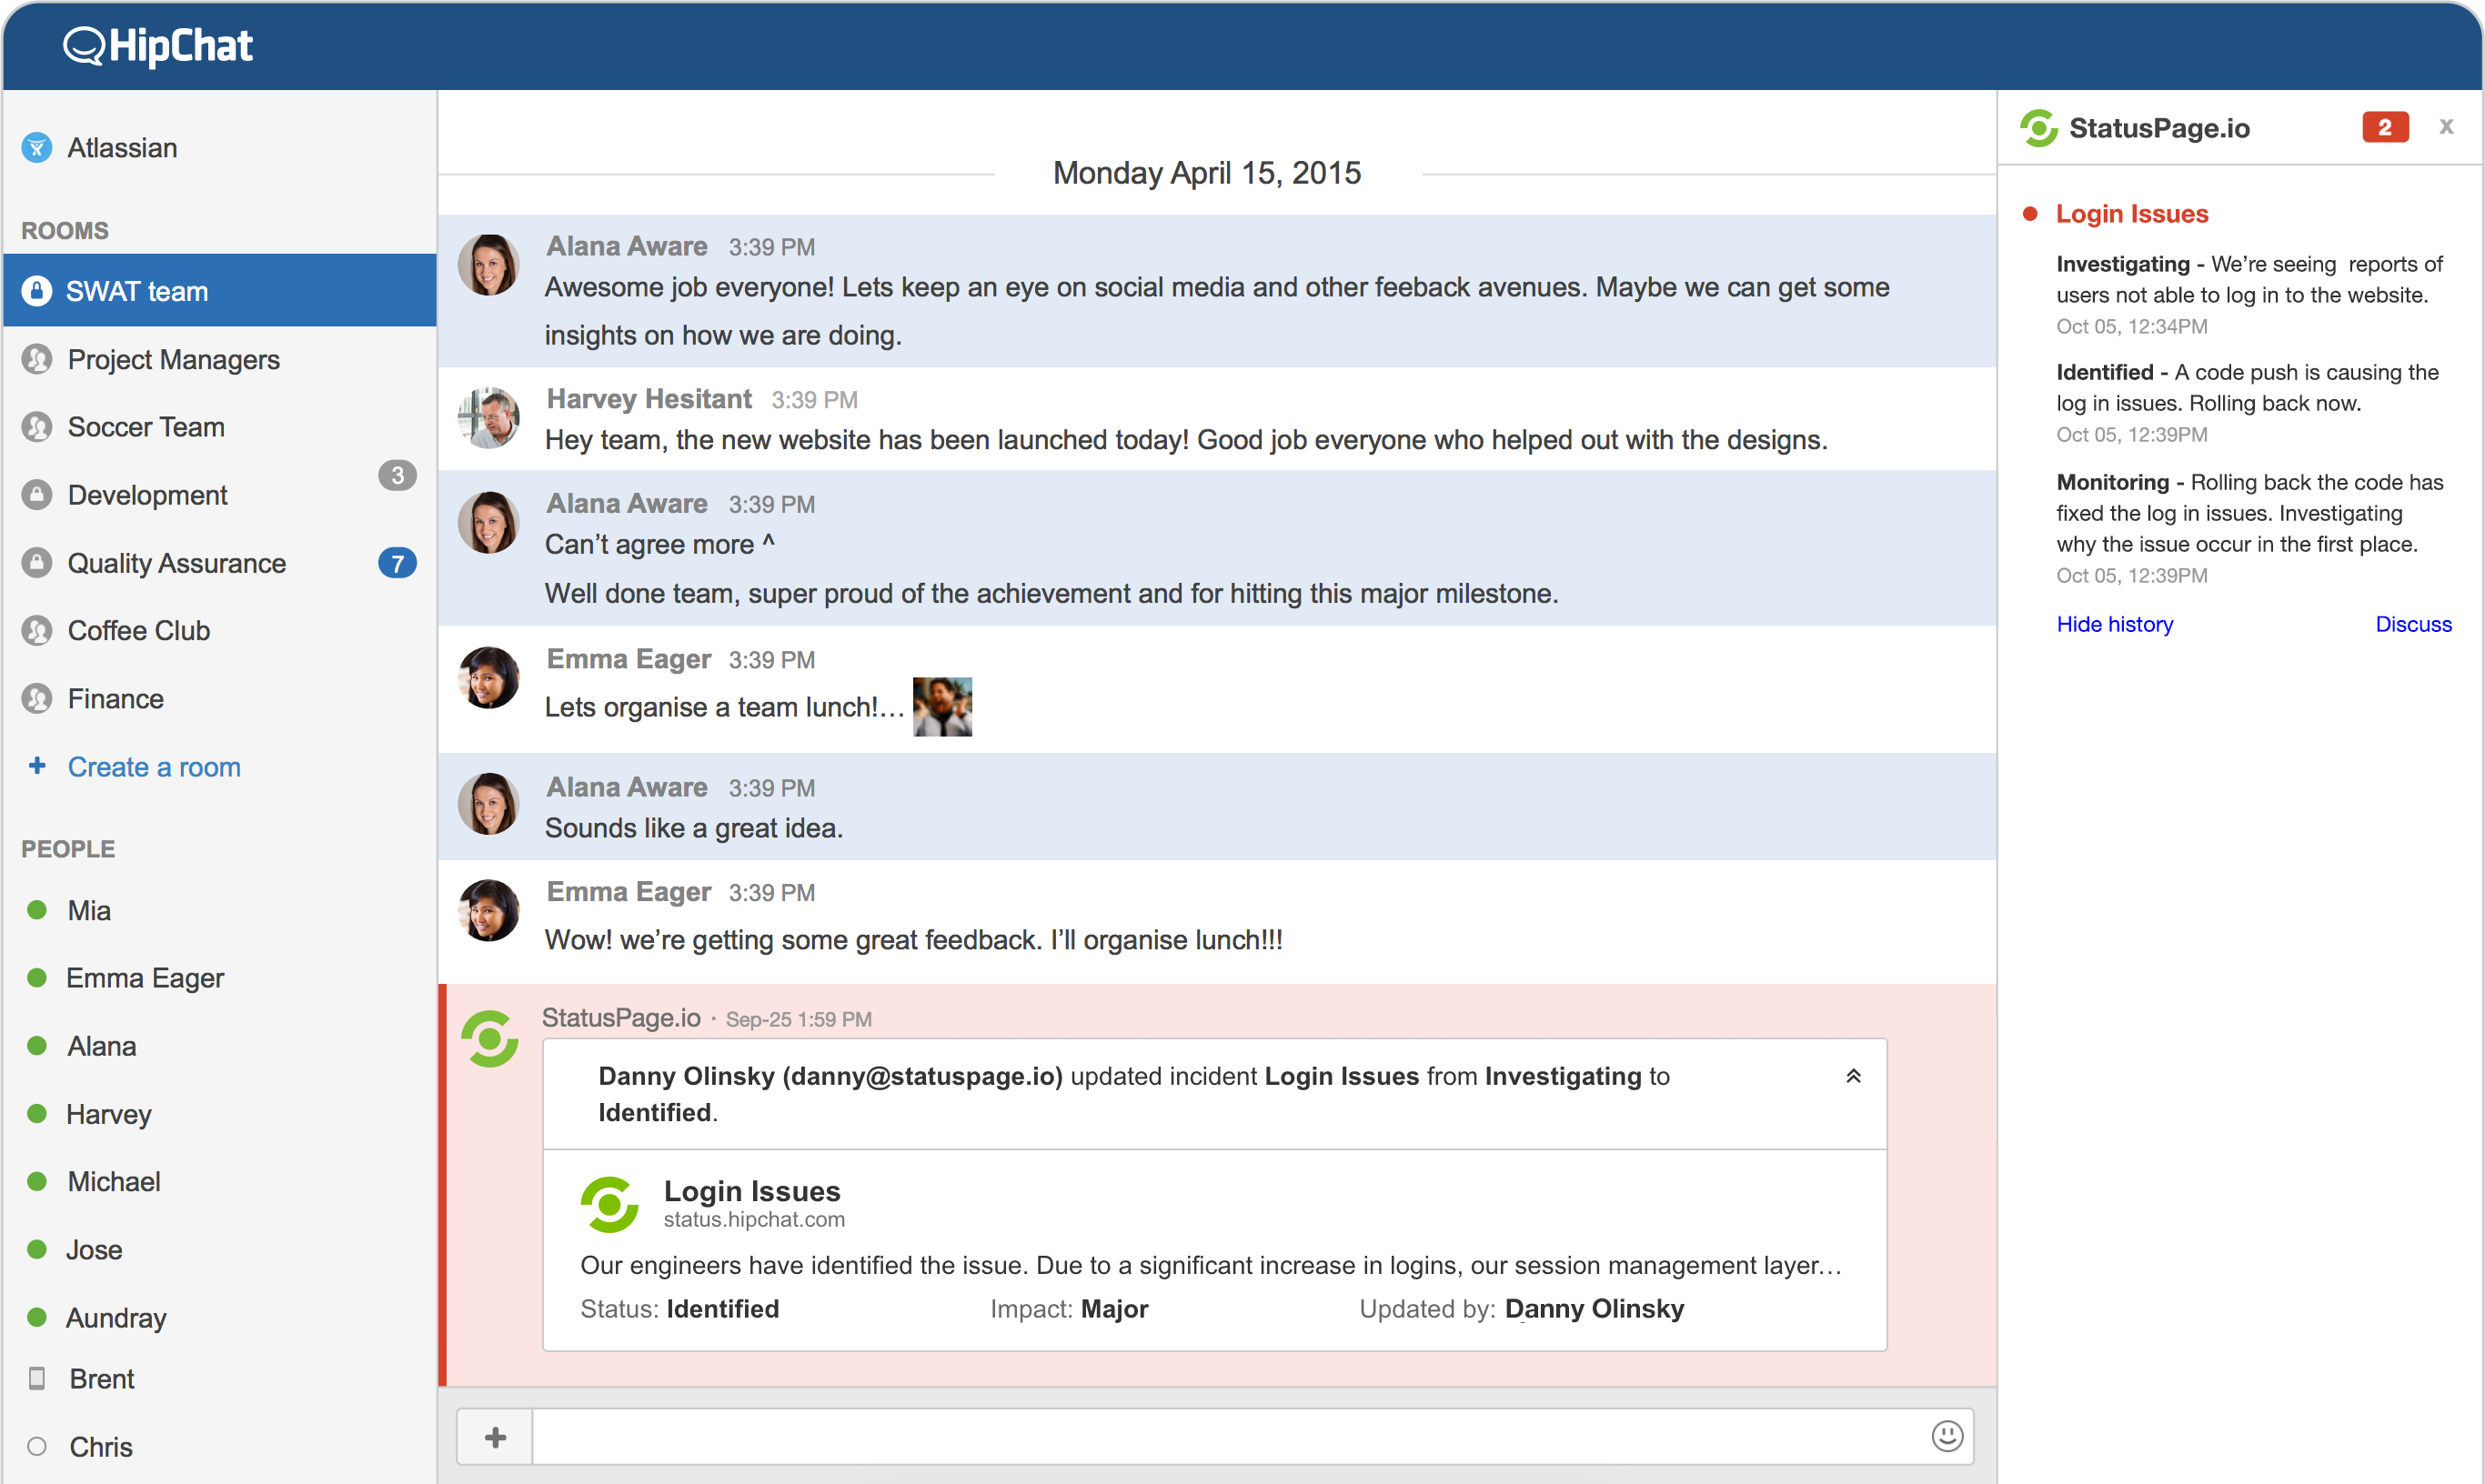 HipChat
Atlassian
ROOMS
SWAT team
Project Managers
Soccer Team
Development
3
Quality Assurance
7
Coffee Club
Finance
+ Create a room
PEOPLE
Mia
Emma Eager
Alana
Harvey
Michael
Jose
Aundray
Brent
Chris
Monday April 15, 2015
Alana Aware 3:39 PM
Awesome job everyone! Lets keep an eye on social media and other feeback avenues. Maybe we can get some
insights on how we are doing.
Harvey Hesitant 3:39 PM
Hey team, the new website has been launched today! Good job everyone who helped out with the designs.
Alana Aware 3:39 PM
Can’t agree more ^
Well done team, super proud of the achievement and for hitting this major milestone.
Emma Eager 3:39 PM
Lets organise a team lunch!…
Alana Aware 3:39 PM
Sounds like a great idea.
Emma Eager 3:39 PM
Wow! we’re getting some great feedback. I’ll organise lunch!!!
StatusPage.io · Sep-25 1:59 PM
Danny Olinsky (danny@statuspage.io) updated incident Login Issues from Investigating to
Identified.
Login Issues
status.hipchat.com
Our engineers have identified the issue. Due to a significant increase in logins, our session management layer…
Status: Identified Impact: Major Updated by: Danny Olinsky
+
StatusPage.io 2 x
Login Issues
Investigating - We’re seeing reports of
users not able to log in to the website.
Oct 05, 12:34PM
Identified - A code push is causing the
log in issues. Rolling back now.
Oct 05, 12:39PM
Monitoring - Rolling back the code has
fixed the log in issues. Investigating
why the issue occur in the first place.
Oct 05, 12:39PM
Hide history Discuss